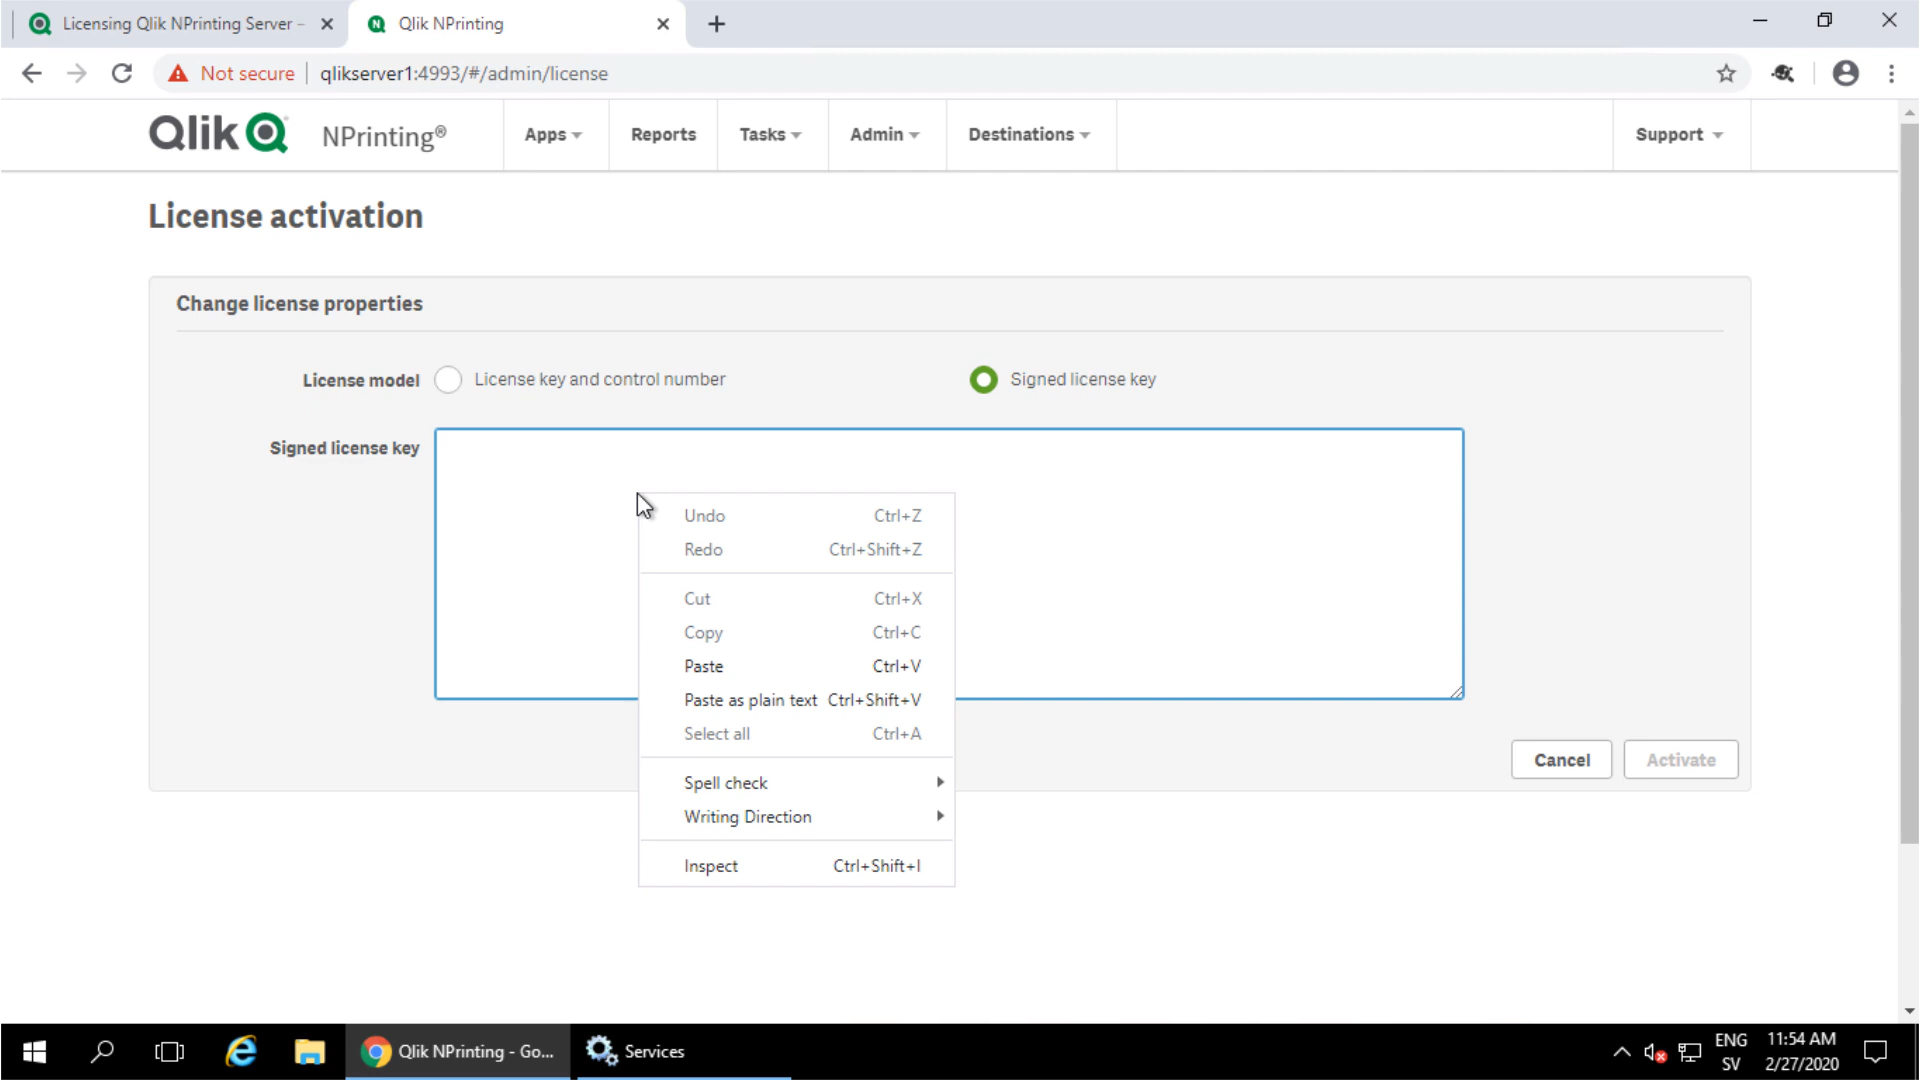 Licensing Qlik NPrinting Server –
Qlik NPrinting
Not secure qlikserver1:4993/#/admin/license
Qlik NPrinting®
Apps Reports Tasks Admin Destinations Support
License activation
Change license properties
License model License key and control number Signed license key
Signed license key
Undo Ctrl+Z
Redo Ctrl+Shift+Z
Cut Ctrl+X
Copy Ctrl+C
Paste Ctrl+V
Paste as plain text Ctrl+Shift+V
Select all Ctrl+A
Spell check
Writing Direction
Inspect Ctrl+Shift+I
Cancel Activate
Qlik NPrinting - Go...
Services
ENG
SV
11:54 AM
2/27/2020